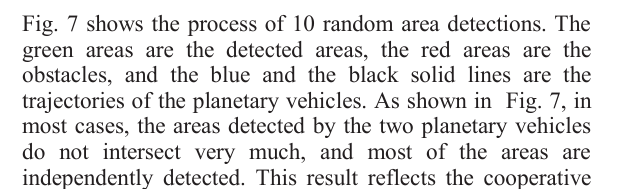 Fig. 7 shows the process of 10 random area detections. The
green areas are the detected areas, the red areas are the
obstacles, and the blue and the black solid lines are the
trajectories of the planetary vehicles. As shown in Fig. 7, in
most cases, the areas detected by the two planetary vehicles
do not intersect very much, and most of the areas are
independently detected. This result reflects the cooperative